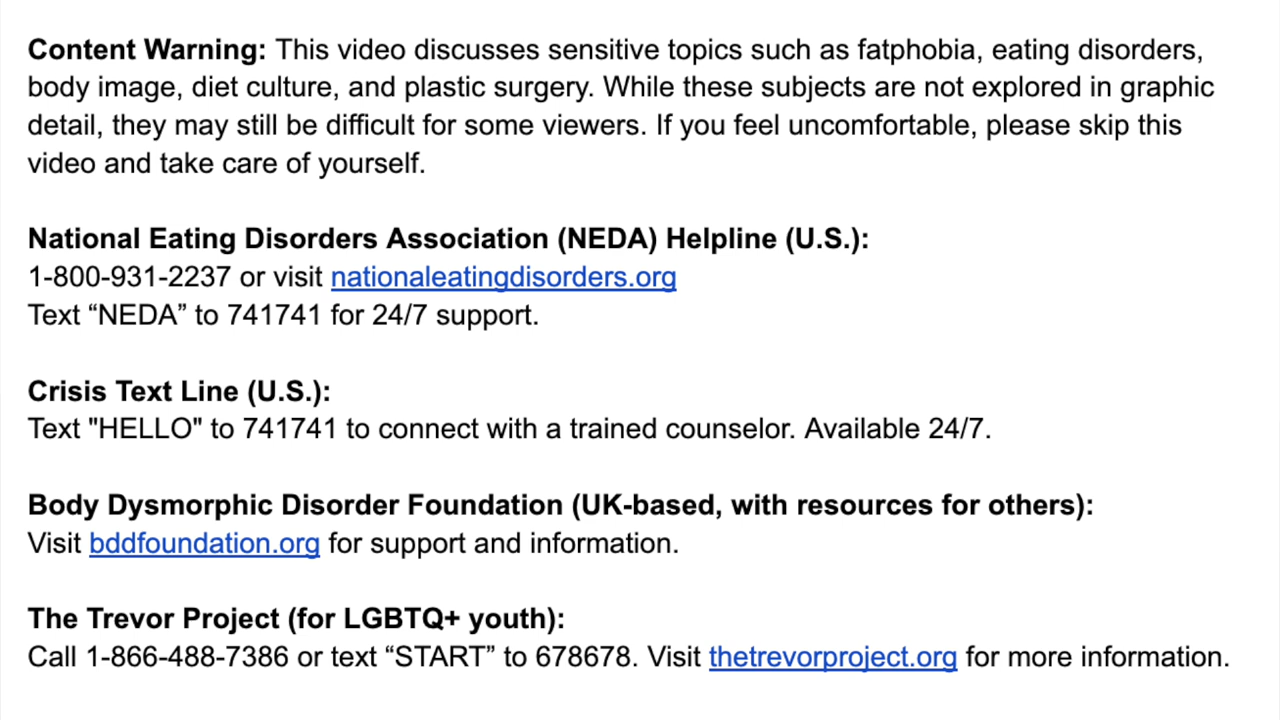 Content Warning: This video discusses sensitive topics such as fatphobia, eating disorders,
body image, diet culture, and plastic surgery. While these subjects are not explored in graphic
detail, they may still be difficult for some viewers. If you feel uncomfortable, please skip this
video and take care of yourself.
National Eating Disorders Association (NEDA) Helpline (U.S.):
1-800-931-2237 or visit nationaleatingdisorders.org
Text “NEDA” to 741741 for 24/7 support.
Crisis Text Line (U.S.):
Text "HELLO" to 741741 to connect with a trained counselor. Available 24/7.
Body Dysmorphic Disorder Foundation (UK-based, with resources for others):
Visit bddfoundation.org for support and information.
The Trevor Project (for LGBTQ+ youth):
Call 1-866-488-7386 or text “START” to 678678. Visit thetrevorproject.org for more information.